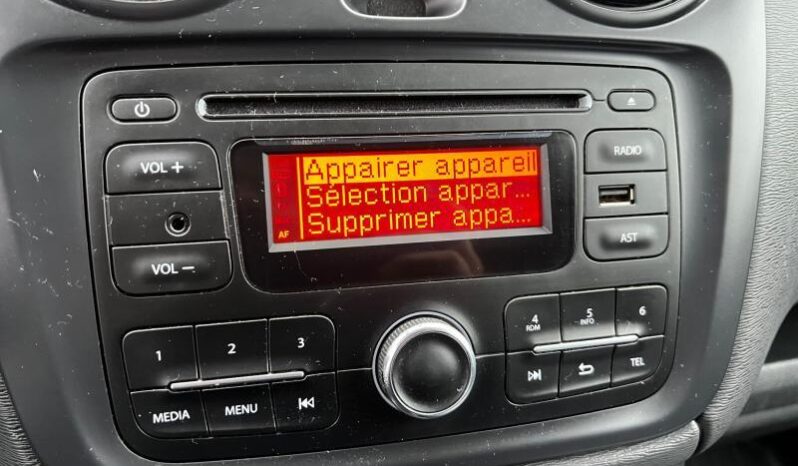 RADIO
VOL +
Appairer appareil
Sélection appar...
Supprimer appa...
AF
AST
VOL –
1
2
3
4
RDM
5
INFO
6
MEDIA
MENU
TEL